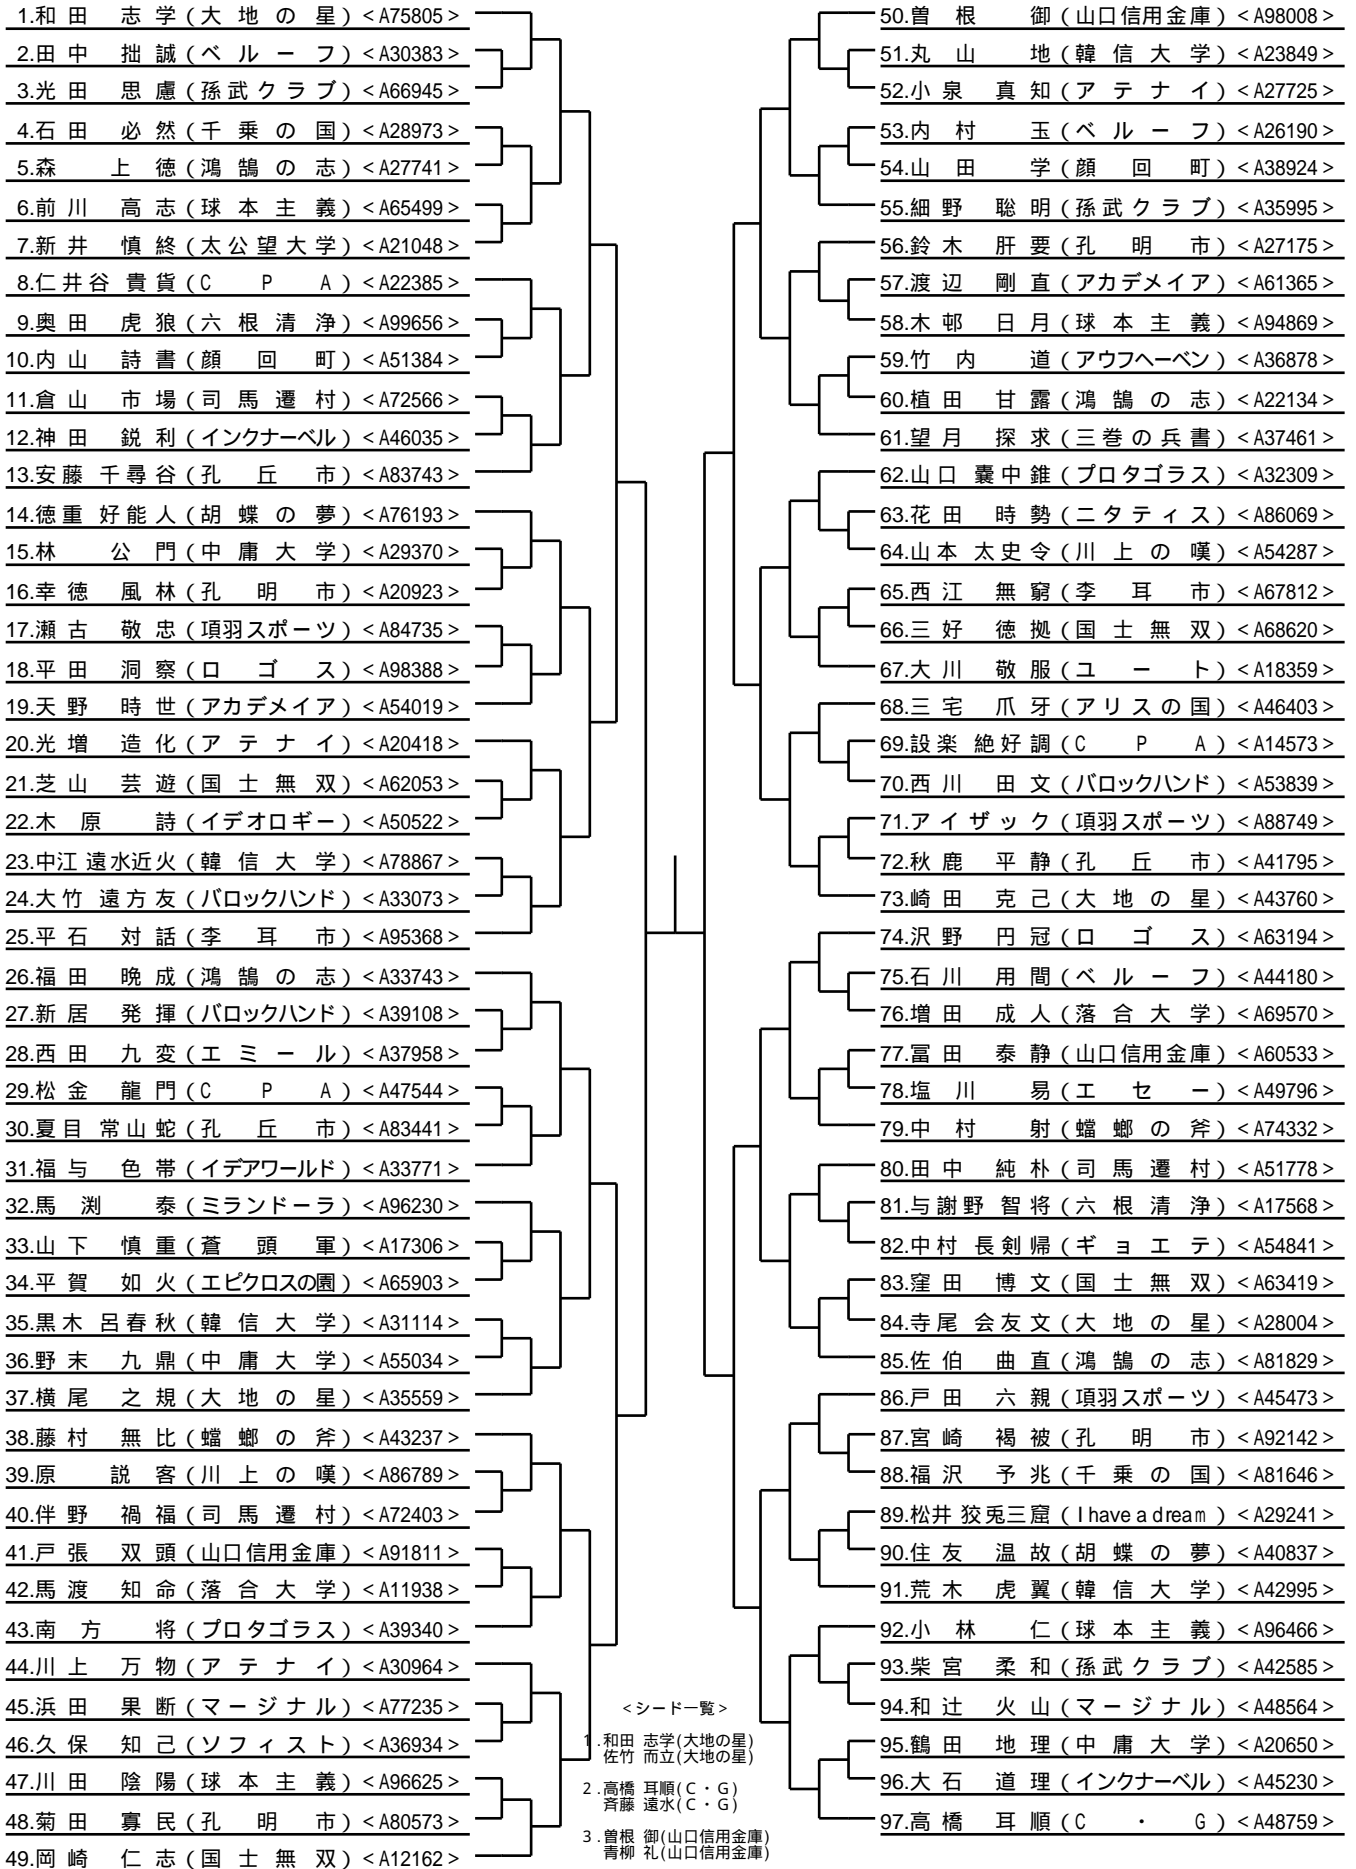 1.和田 志学(大地の星)<A75805>
2.田中 拙誠(ベルーフ)<A30383>
3.光田 思慮(孫武クラブ)<A66945>
4.石田 必然(千乗の国)<A28973>
5.森 上徳(鴻鵠の志)<A27741>
6.前川 高志(球本主義)<A65499>
7.新井 慎終(太公望大学)<A21048>
8.仁井谷 貴貨(CPA)<A22385>
9.奥田 虎狼(六根清浄)<A99656>
10.内山 詩書(顔回町)<A51384>
11.倉山 市場(司馬遷村)<A72566>
12.神田 鋭利(インクナーベル)<A46035>
13.安藤 千尋谷(孔丘市)<A83743>
14.徳重 好能人(胡蝶の夢)<A76193>
15.林 公門(中庸大学)<A29370>
16.幸徳 風林(孔明市)<A20923>
17.瀬古 敬忠(項羽スポーツ)<A84735>
18.平田 洞察(ロゴス)<A98388>
19.天野 時世(アカデメイア)<A54019>
20.光増 造化(アテナイ)<A20418>
21.芝山 芸遊(国士無双)<A62053>
22.木原 詩(イデオロギー)<A50522>
23.中江 遠水近火(韓信大学)<A78867>
24.大竹 遠方友(バロックハンド)<A33073>
25.平石 対話(李耳市)<A95368>
26.福田 晩成(鴻鵠の志)<A33743>
27.新居 発揮(バロックハンド)<A39108>
28.西田 九変(エミール)<A37958>
29.松金 龍門(CPA)<A47544>
30.夏目 常山蛇(孔丘市)<A83441>
31.福与 色帯(イデアワールド)<A33771>
32.馬渕 泰(ミランドーラ)<A96230>
33.山下 慎重(蒼頭軍)<A17306>
34.平賀 如火(エピクロスの園)<A65903>
35.黒木 呂春秋(韓信大学)<A31114>
36.野末 九鼎(中庸大学)<A55034>
37.横尾 之規(大地の星)<A35559>
38.藤村 無比(蟷螂の斧)<A43237>
39.原 説客(川上の嘆)<A86789>
40.伴野 禍福(司馬遷村)<A72403>
41.戸張 双頭(山口信用金庫)<A91811>
42.馬渡 知命(落合大学)<A11938>
43.南方 将(プロタゴラス)<A39340>
44.川上 万物(アテナイ)<A30964>
45.浜田 果断(マージナル)<A77235>
46.久保 知己(ソフィスト)<A36934>
47.川田 陰陽(球本主義)<A96625>
48.菊田 寡民(孔明市)<A80573>
49.岡崎 仁志(国士無双)<A12162>
<シード一覧>
1.和田 志学(大地の星)
佐竹 而立(大地の星)
2.高橋 耳順(C・G)
斉藤 遠水(C・G)
3.曽根 御(山口信用金庫)
青柳 礼(山口信用金庫)
50.曽根 御(山口信用金庫)<A98008>
51.丸山 地(韓信大学)<A23849>
52.小泉 真知(アテナイ)<A27725>
53.内村 玉(ベルーフ)<A26190>
54.山田 学(顔回町)<A38924>
55.細野 聡明(孫武クラブ)<A35995>
56.鈴木 肝要(孔明市)<A27175>
57.渡辺 剛直(アカデメイア)<A61365>
58.木邨 日月(球本主義)<A94869>
59.竹内 道(アウフヘーベン)<A36878>
60.植田 甘露(鴻鵠の志)<A22134>
61.望月 探求(三巻の兵書)<A37461>
62.山口 嚢中錐(プロタゴラス)<A32309>
63.花田 時勢(ニタティス)<A86069>
64.山本 太史令(川上の嘆)<A54287>
65.西江 無窮(李耳市)<A67812>
66.三好 徳拠(国士無双)<A68620>
67.大川 敬服(ユート)<A18359>
68.三宅 爪牙(アリスの国)<A46403>
69.設楽 絶好調(CPA)<A14573>
70.西川 田文(バロックハンド)<A53839>
71.アイザック(項羽スポーツ)<A88749>
72.秋鹿 平静(孔丘市)<A41795>
73.崎田 克己(大地の星)<A43760>
74.沢野 円冠(ロゴス)<A63194>
75.石川 用間(ベルーフ)<A44180>
76.増田 成人(落合大学)<A69570>
77.冨田 泰静(山口信用金庫)<A60533>
78.塩川 易(エセー)<A49796>
79.中村 射(蟷螂の斧)<A74332>
80.田中 純朴(司馬遷村)<A51778>
81.与謝野 智将(六根清浄)<A17568>
82.中村 長剣帰(ギョエテ)<A54841>
83.窪田 博文(国士無双)<A63419>
84.寺尾 会友文(大地の星)<A28004>
85.佐伯 曲直(鴻鵠の志)<A81829>
86.戸田 六親(項羽スポーツ)<A45473>
87.宮崎 褐被(孔明市)<A92142>
88.福沢 予兆(千乗の国)<A81646>
89.松井 狡兎三窟(I have a dream)<A29241>
90.住友 温故(胡蝶の夢)<A40837>
91.荒木 虎翼(韓信大学)<A42995>
92.小林 仁(球本主義)<A96466>
93.柴宮 柔和(孫武クラブ)<A42585>
94.和辻 火山(マージナル)<A48564>
95.鶴田 地理(中庸大学)<A20650>
96.大石 道理(インクナーベル)<A45230>
97.高橋 耳順(C・G)<A48759>